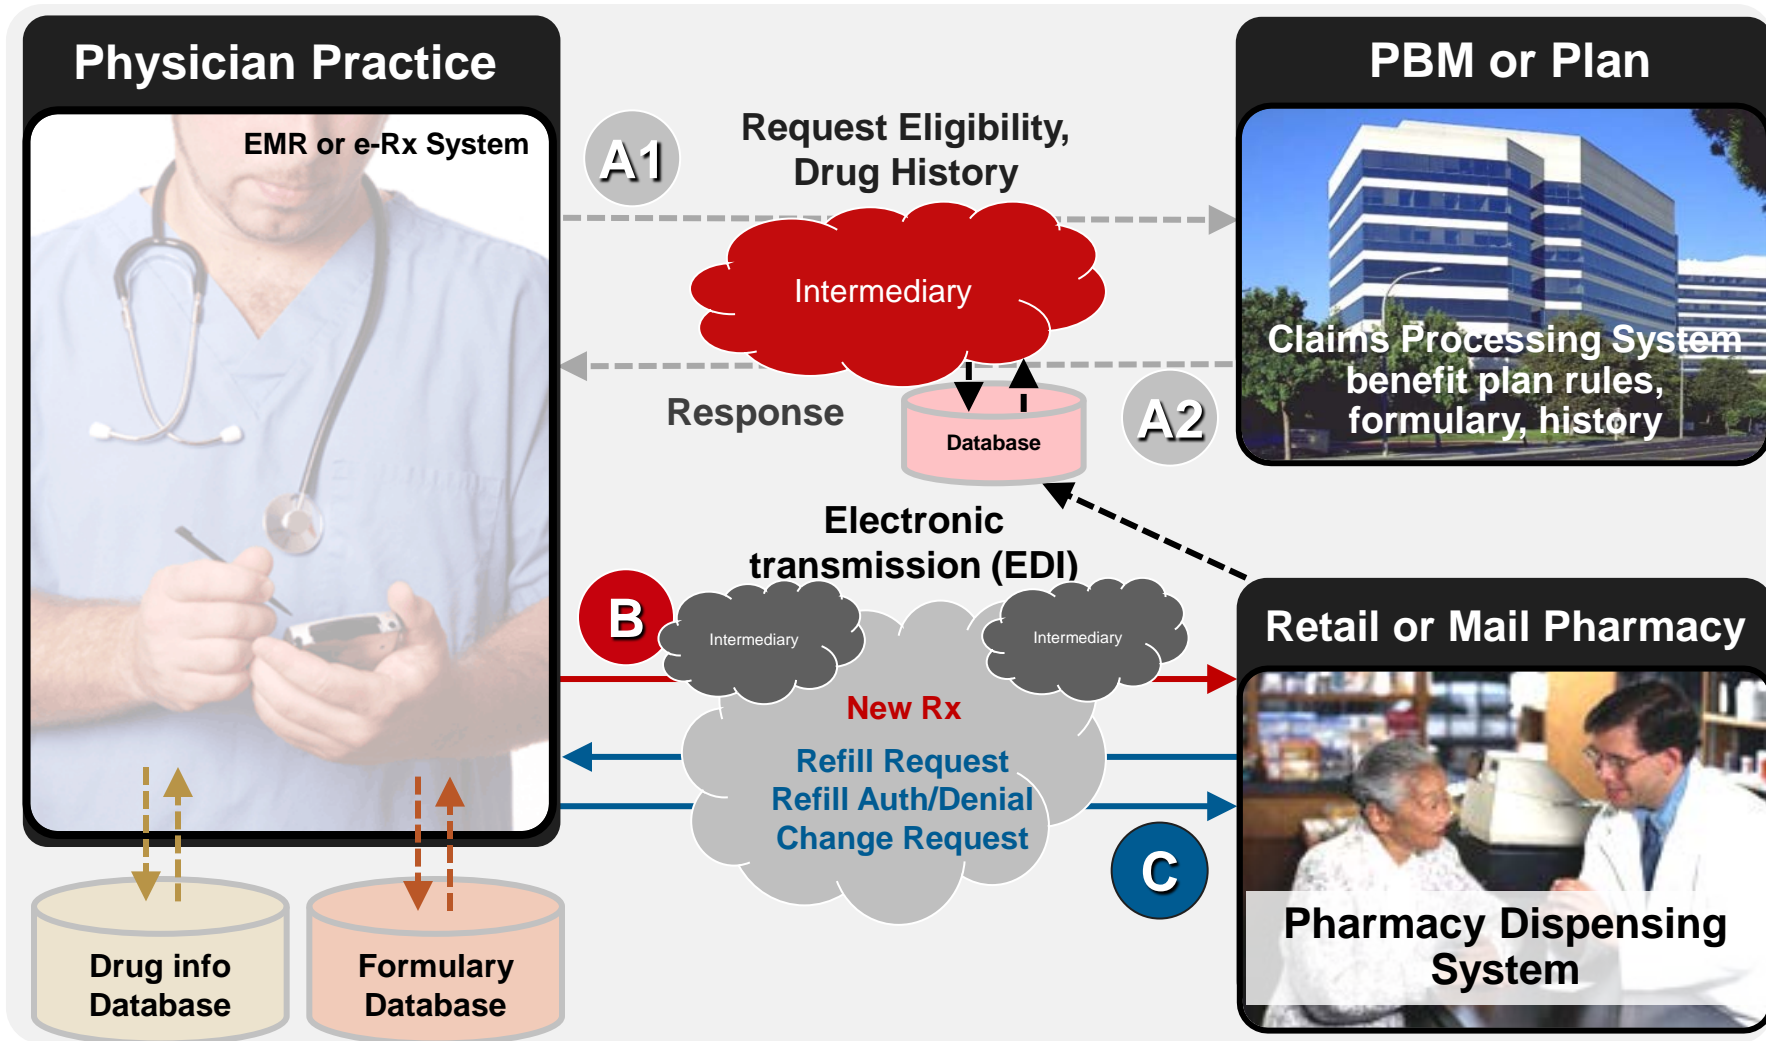 Physician Practice
EMR or e-Rx System
A1
Request Eligibility,
Drug History
PBM or Plan
Intermediary
Claims Processing System
benefit plan rules,
formulary, history
Response
A2
Database
Electronic
transmission (EDI)
B
Intermediary
Intermediary
Retail or Mail Pharmacy
New Rx
Refill Request
Refill Auth/Denial
Change Request
C
Pharmacy Dispensing
System
Drug info
Database
Formulary
Database